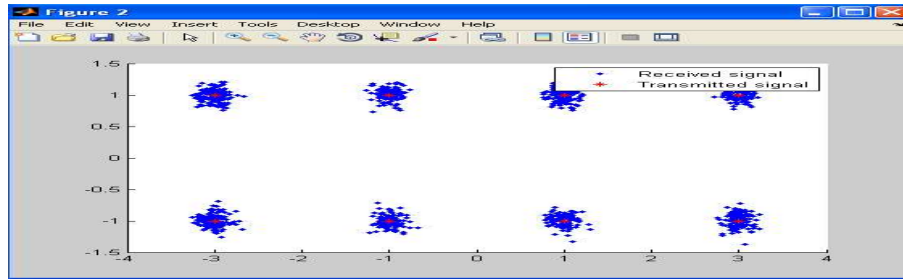 Figure 2
File Edit View Insert Tools Desktop Window Help
Received signal
Transmitted signal
1.5
1
0.5
0
-0.5
-1
-1.5
-4 -3 -2 -1 0 1 2 3 4